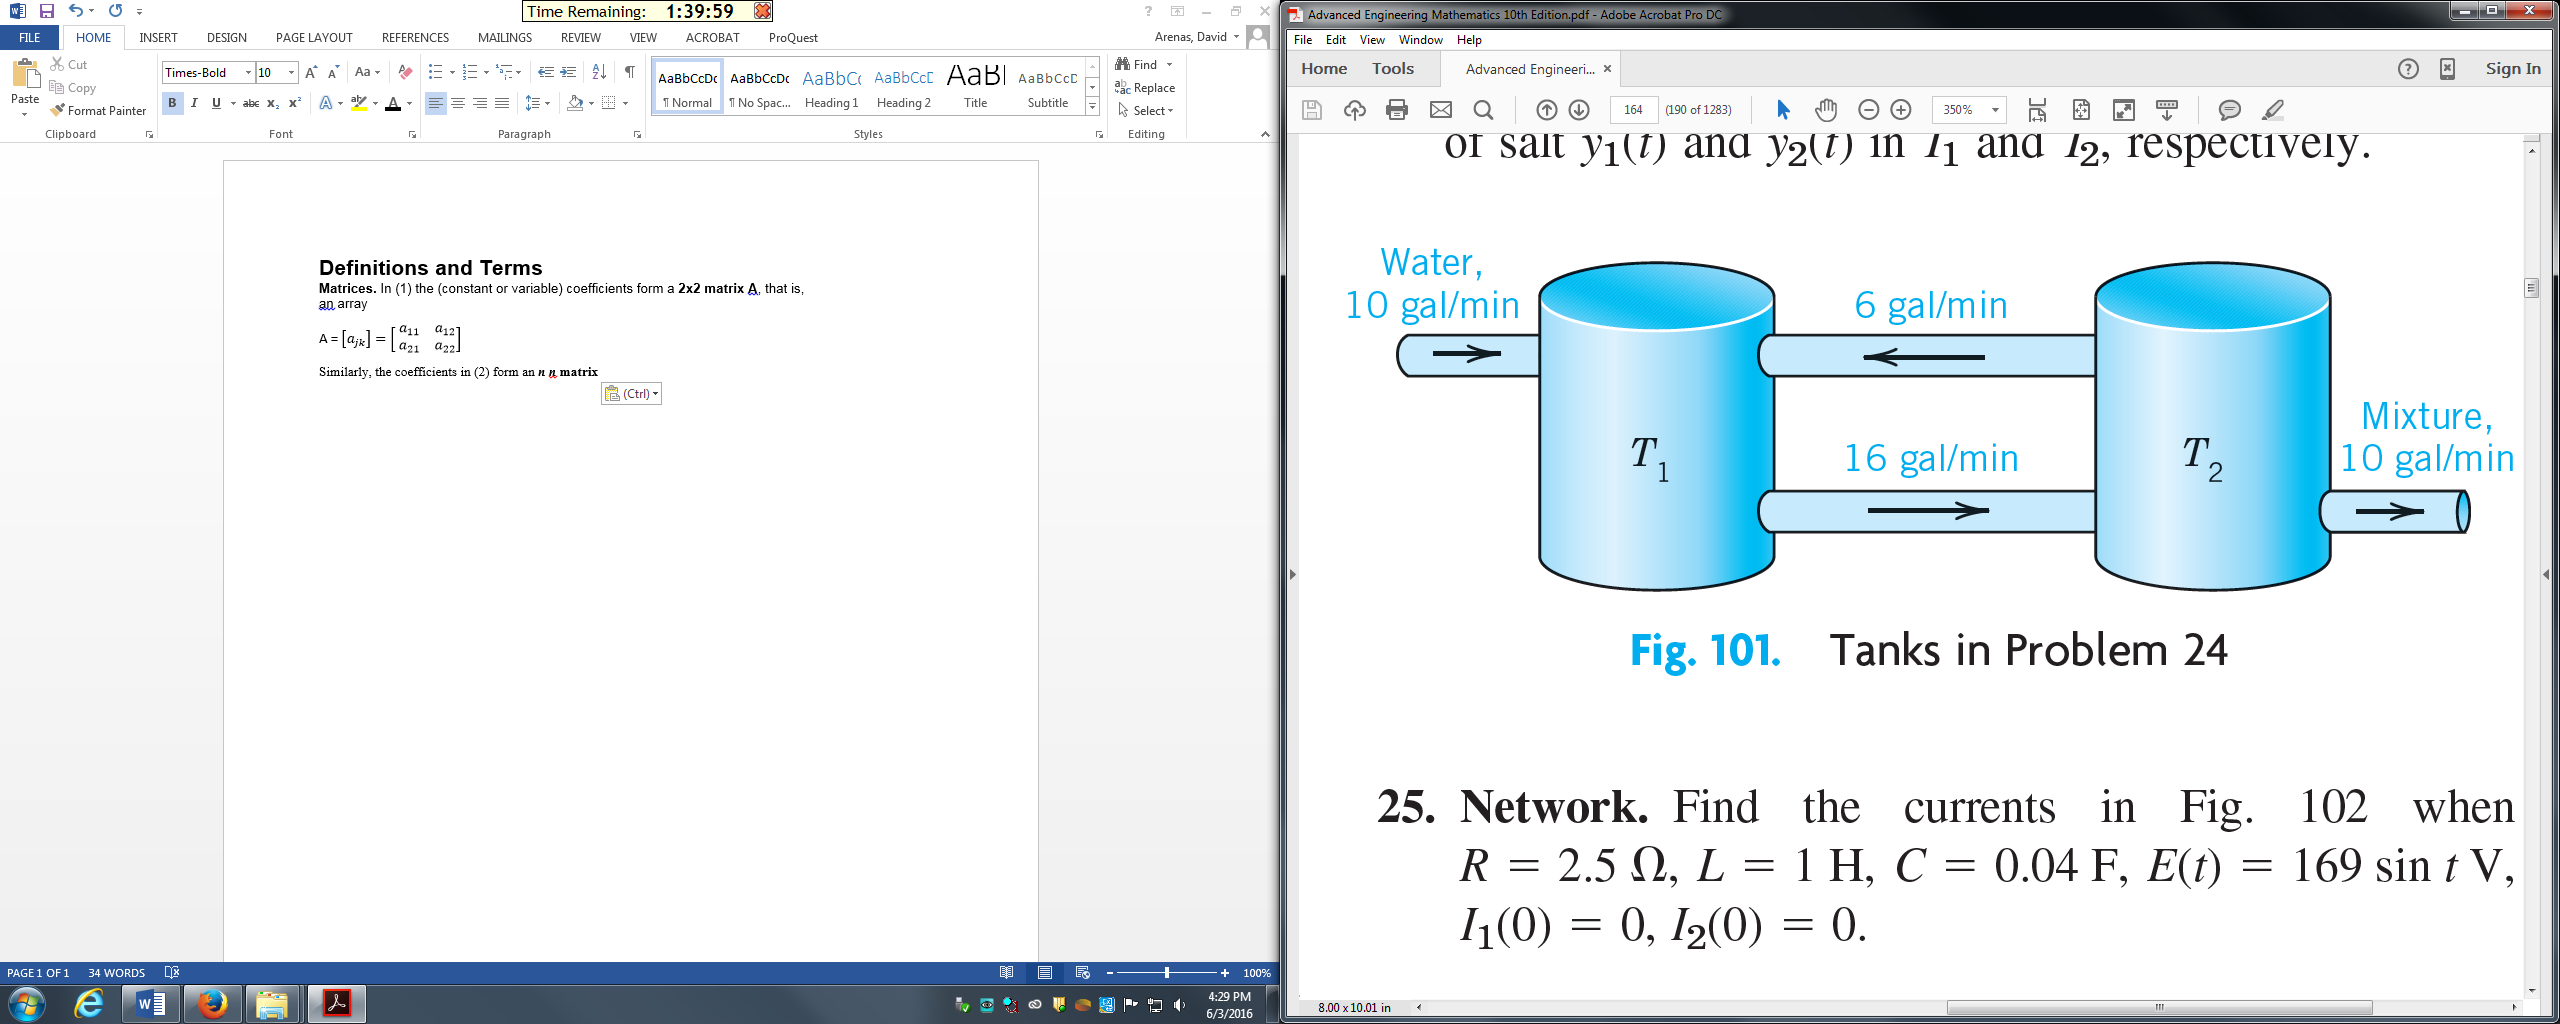 Time Remaining: 1:39:59
FILE HOME INSERT DESIGN PAGE LAYOUT REFERENCES MAILINGS REVIEW VIEW ACROBAT ProQuest
Arenas, David
Paste
Cut
Copy
Format Painter
Clipboard
Times-Bold 10
Font
Paragraph
AaBbCcDc AaBbCcDc AaBbCc AaBbCcD AaBl AaBbCcD
¶ Normal ¶ No Spac... Heading 1 Heading 2 Title Subtitle
Styles
Find
Replace
Select
Editing
Definitions and Terms
Matrices. In (1) the (constant or variable) coefficients form a 2x2 matrix A, that is,
an array
A = [a_jk] = [a_11 a_12
a_21 a_22]
Similarly, the coefficients in (2) form an n n matrix
(Ctrl)
PAGE 1 OF 1 34 WORDS
100%
4:29 PM
6/3/2016
Advanced Engineering Mathematics 10th Edition.pdf - Adobe Acrobat Pro DC
File Edit View Window Help
Home Tools Advanced Engineeri... ×
Sign In
164 (190 of 1283) 350%
of salt y₁(t) and y₂(t) in I₁ and I₂, respectively.
Water,
10 gal/min
6 gal/min
T₁
16 gal/min
T₂
Mixture,
10 gal/min
Fig. 101. Tanks in Problem 24
25. Network. Find the currents in Fig. 102 when
R = 2.5 Ω, L = 1 H, C = 0.04 F, E(t) = 169 sin t V,
I₁(0) = 0, I₂(0) = 0.
8.00 x 10.01 in